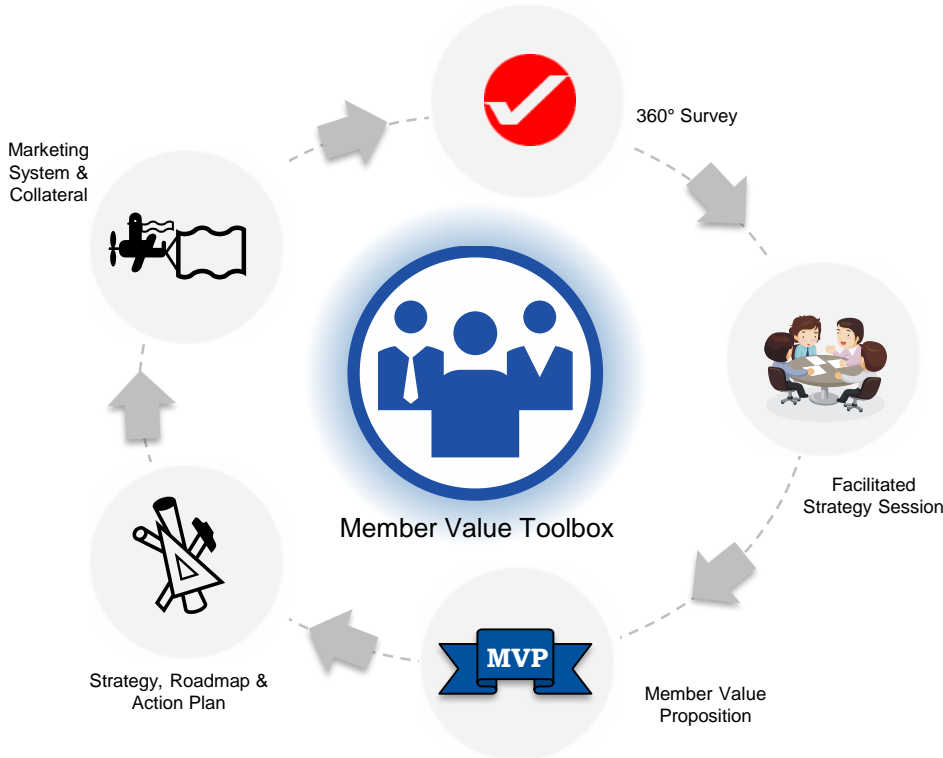 360° Survey
Marketing
System &
Collateral
Facilitated
Strategy Session
Member Value Toolbox
MVP
Strategy, Roadmap &
Action Plan
Member Value
Proposition